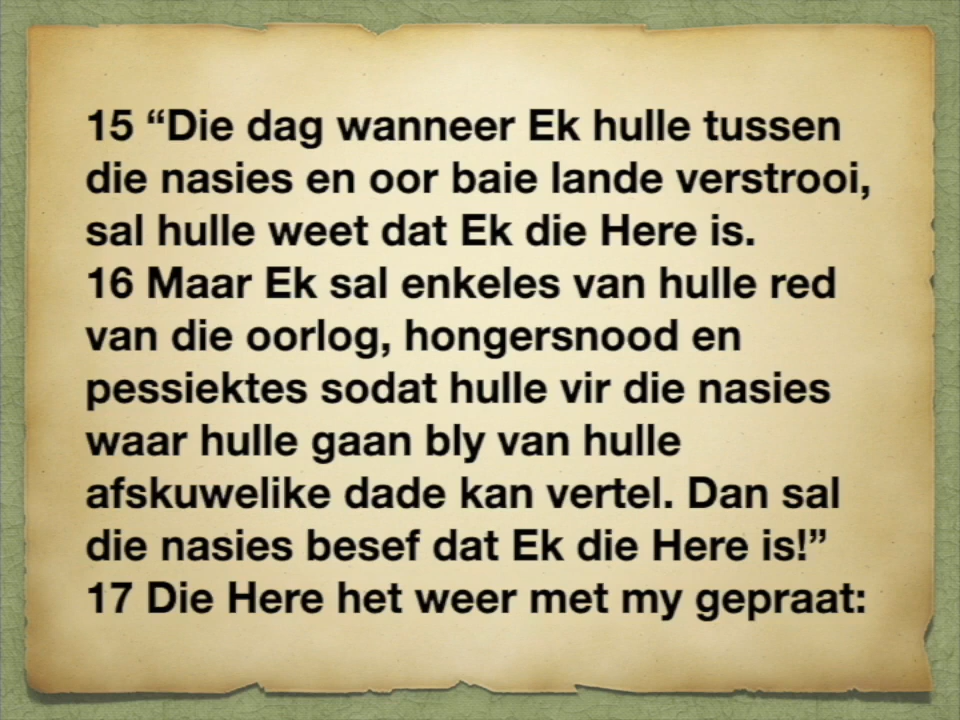 15 “Die dag wanneer Ek hulle tussen
die nasies en oor baie lande verstrooi,
sal hulle weet dat Ek die Here is.
16 Maar Ek sal enkeles van hulle red
van die oorlog, hongersnood en
pessiektes sodat hulle vir die nasies
waar hulle gaan bly van hulle
afskuwelike dade kan vertel. Dan sal
die nasies besef dat Ek die Here is!”
17 Die Here het weer met my gepraat: